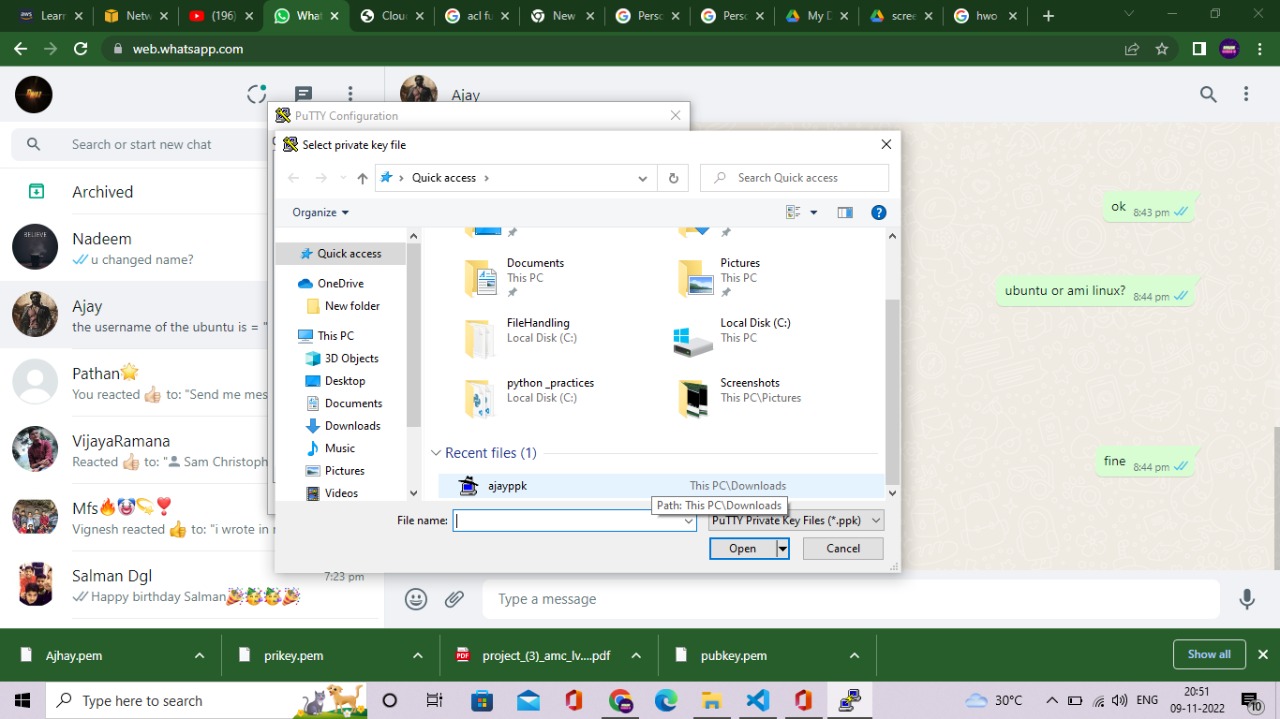 Learn
Netw
(196)
What
Clou
acl fu
New
Perso
Perso
My D
scree
hwo
web.whatsapp.com
Ajay
PuTTY Configuration
Select private key file
Search or start new chat
Quick access
Search Quick access
Archived
Organize
ok
8:43 pm
Nadeem
u changed name?
Quick access
OneDrive
New folder
This PC
3D Objects
Desktop
Documents
Downloads
Music
Pictures
Videos
Documents
This PC
Pictures
This PC
FileHandling
Local Disk (C:)
Local Disk (C:)
This PC
python _practices
Local Disk (C:)
Screenshots
This PC\Pictures
Recent files (1)
ajayppk
This PC\Downloads
Path: This PC\Downloads
File name:
PuTTY Private Key Files (*.ppk)
Open
Cancel
ubuntu or ami linux?
8:44 pm
Ajay
the username of the ubuntu is = "
Pathan
You reacted 👍 to: "Send me mes
VijayaRamana
Reacted 👍 to: "👤 Sam Christoph
fine
8:44 pm
Mfs🔥🤡💫❣
Vignesh reacted 👍 to: "i wrote in r
Salman Dgl
7:23 pm
Happy birthday Salman🎉🥳🥳🎉
Type a message
Ajhay.pem
prikey.pem
project_(3)_amc_lv....pdf
pubkey.pem
Show all
Type here to search
30°C
ENG
20:51
09-11-2022
10